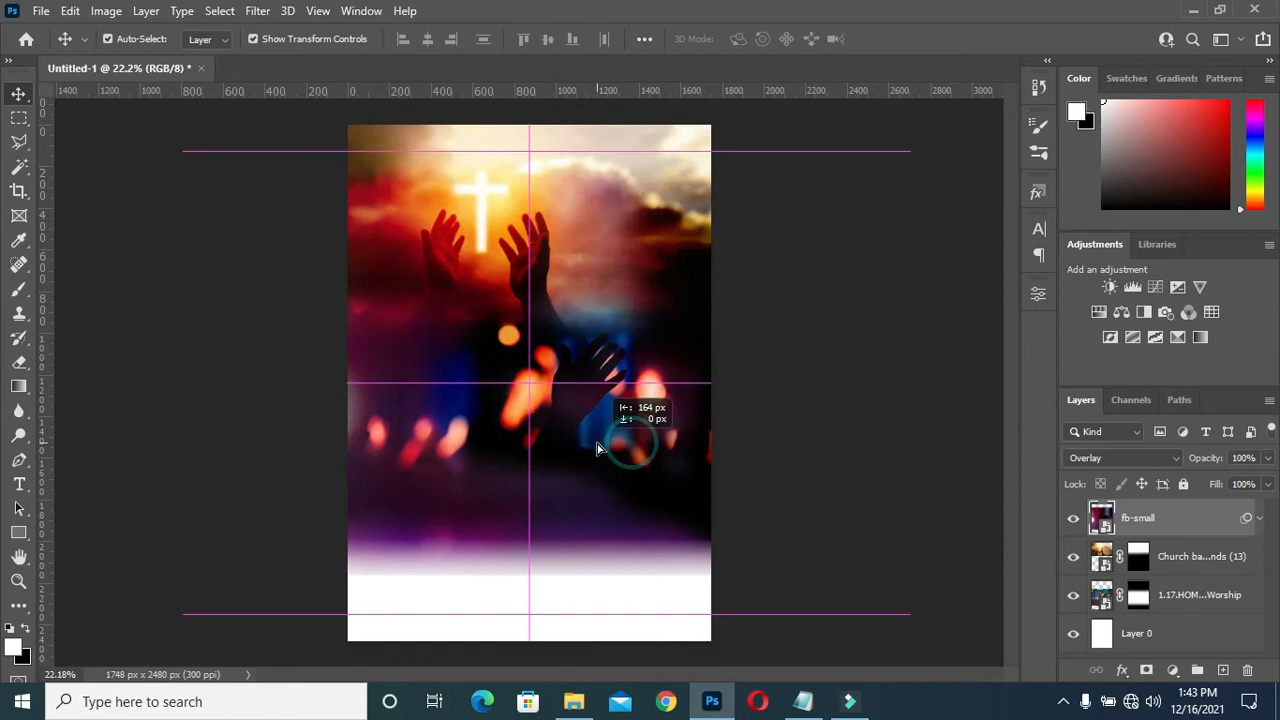 Ps File Edit Image Layer Type Select Filter 3D View Window Help
Auto-Select: Layer Show Transform Controls 3D Mode:
Untitled-1 @ 22.2% (RGB/8) *
1400 1200 1000 800 600 400 200 0 200 400 600 800 1000 1200 1400 1600 1800 2000 2200 2400 2600 2800 3000
Color Swatches Gradients Patterns
Adjustments Libraries
Add an adjustment
164 px
0 px
Layers Channels Paths
Kind
Overlay Opacity: 100%
Lock: Fill: 100%
fb-small
Church ba...nds (13)
1.17.HOM...Worship
Layer 0
22.18% 1748 px x 2480 px (300 ppi)
Type here to search
Ps
1:43 PM
12/16/2021